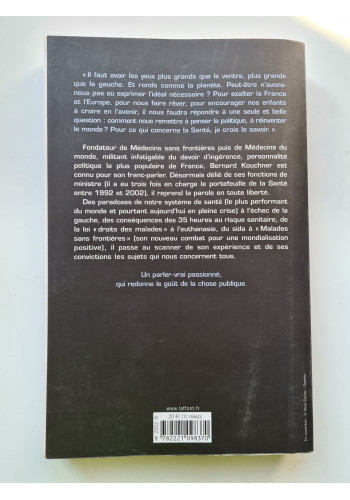 « Il faut avoir les yeux plus grands que le ventre, plus grands
que la gauche. Et ronds comme la planète. Peut-être n'avons-
nous pas su exprimer l'idéal nécessaire ? Pour exalter la France
et l'Europe, pour nous faire rêver, pour encourager nos enfants
à croire en l'avenir, il nous faudra répondre à une seule et belle
question : comment nous remettre à penser la politique, à réinventer
le monde ? Pour ce qui concerne la Santé, je crois le savoir. »
Fondateur de Médecins sans frontières puis de Médecins du
monde, militant infatigable du devoir d'ingérence, personnalité
politique la plus populaire de France, Bernard Kouchner est
connu pour son franc-parler. Désormais délié de ses fonctions de
ministre (il a eu trois fois en charge le portefeuille de la Santé
entre 1992 et 2002), il reprend la parole en toute liberté.
Des paradoxes de notre système de santé (le plus performant
du monde et pourtant aujourd'hui en pleine crise) à l'échec de la
gauche, des conséquences des 35 heures au risque sanitaire, de
la loi « droits des malades » à l'euthanasie, du sida à « Malades
sans frontières » (son nouveau combat pour une mondialisation
positive), il passe au scanner de son expérience et de ses
convictions les sujets qui nous concernent tous.
Un parler-vrai passionné,
qui redonne le goût de la chose publique.
www.laffont.fr
20 € TTC FRANCE
9 782221 098370